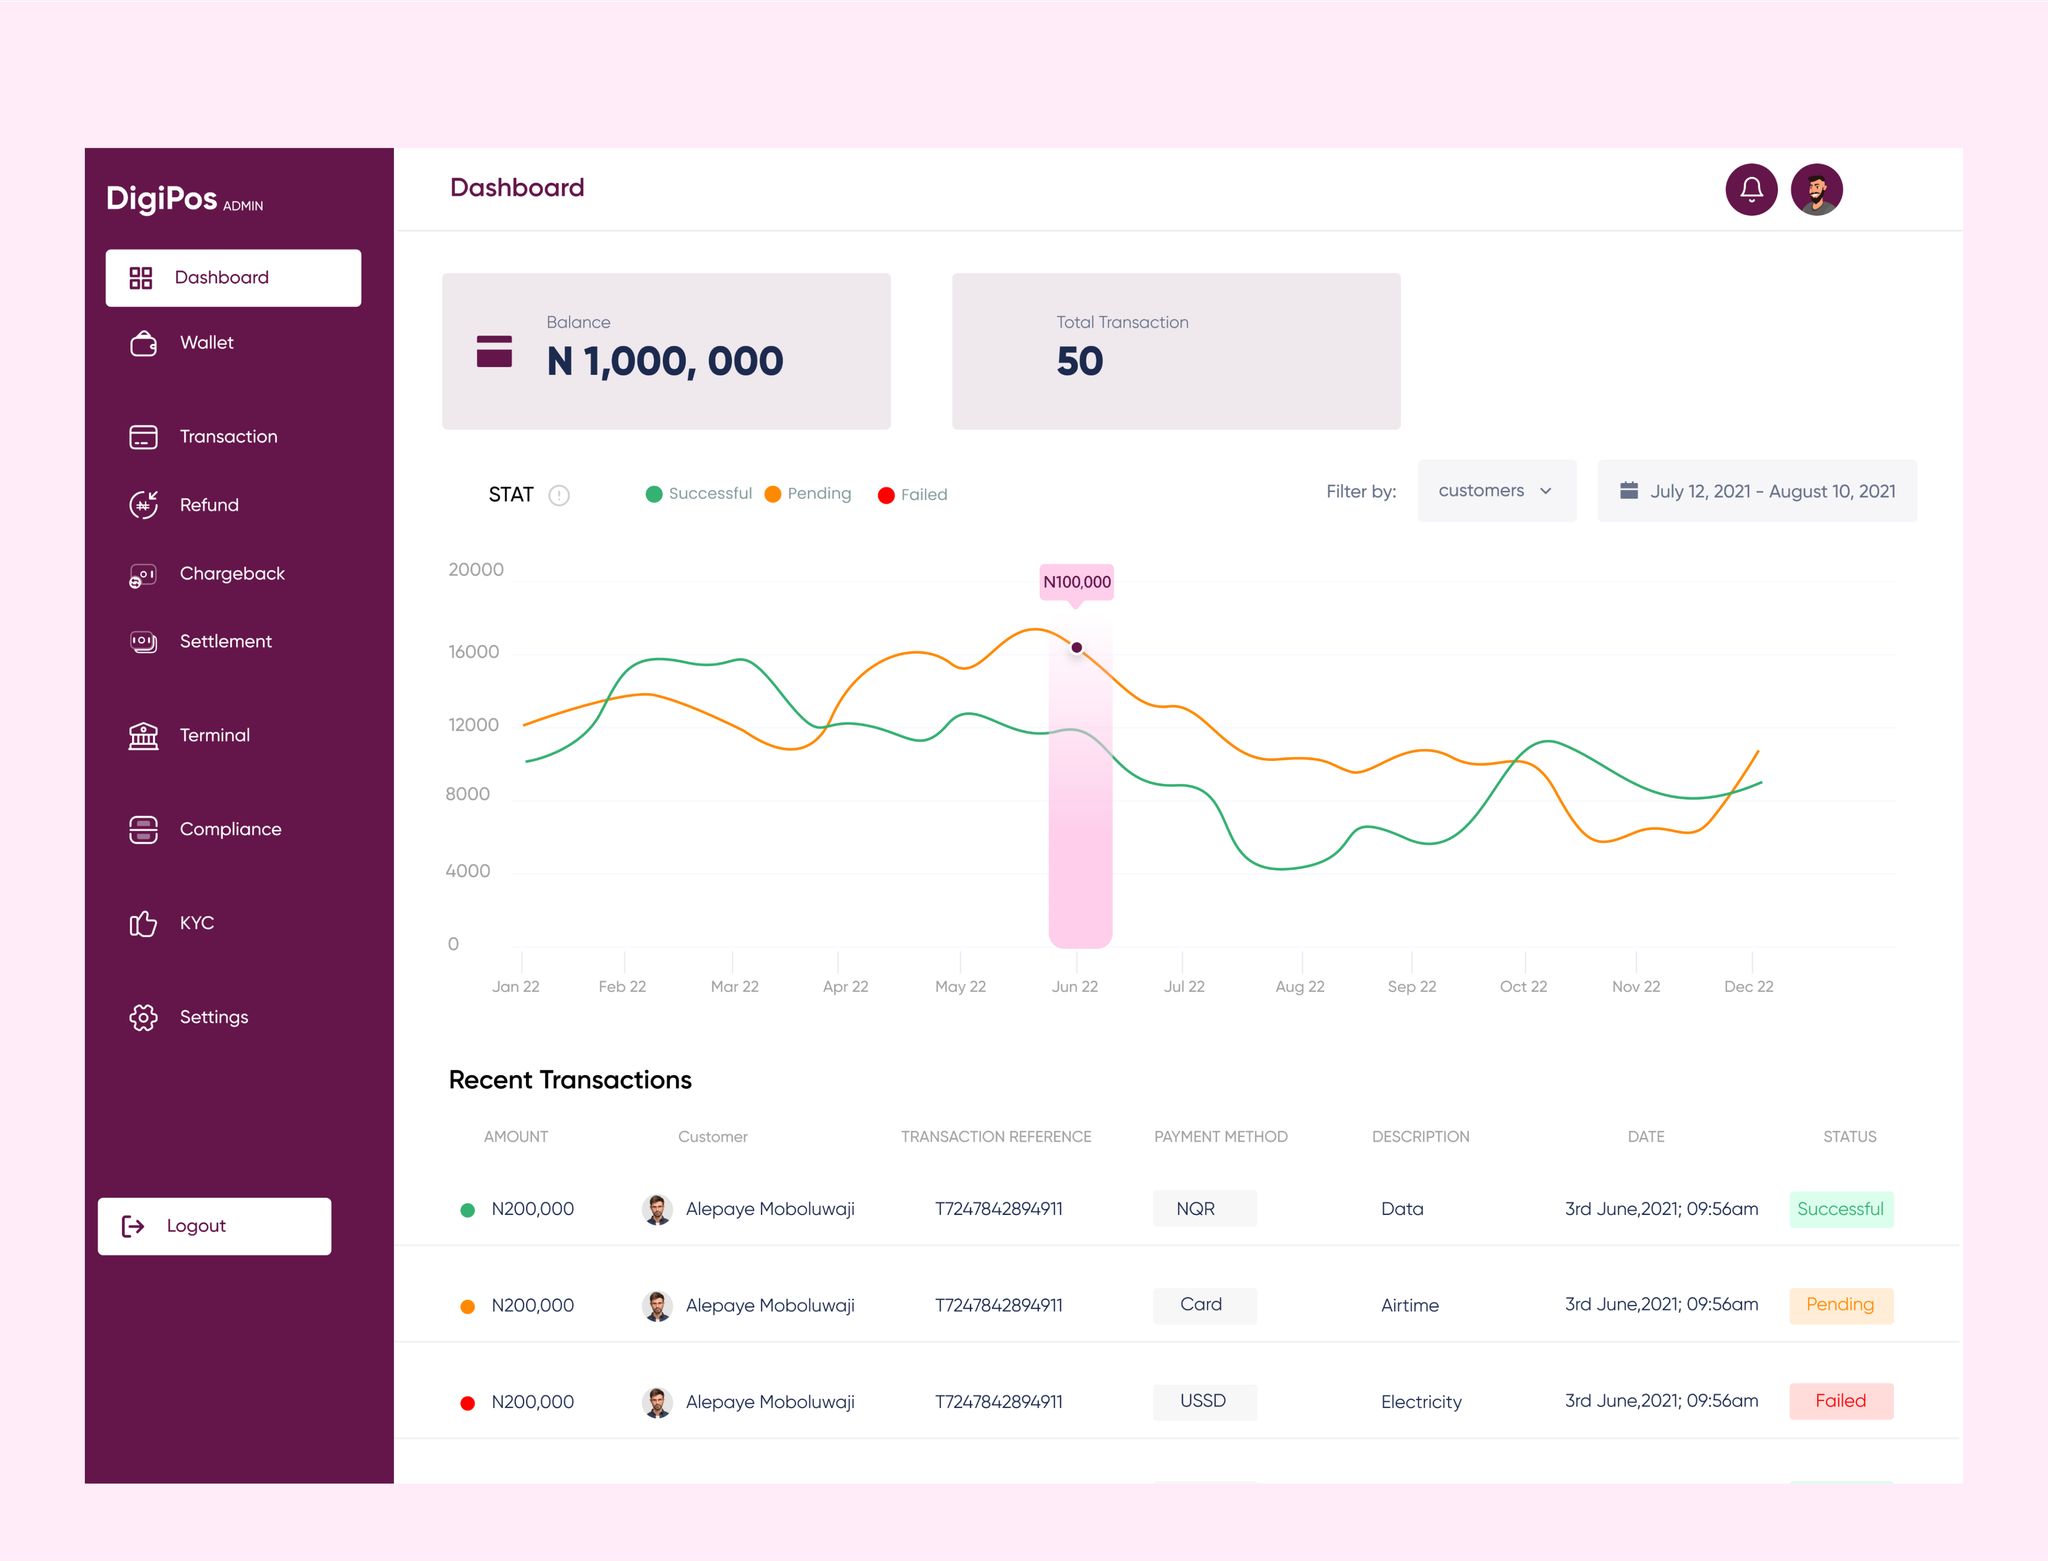 DigiPos ADMIN
Dashboard
Wallet
Transaction
Refund
Chargeback
Settlement
Terminal
Compliance
KYC
Settings
Logout
Dashboard
Balance
N 1,000, 000
Total Transaction
50
STAT
Successful Pending Failed
Filter by: customers July 12, 2021 - August 10, 2021
20000
16000
12000
8000
4000
0
N100,000
Jan 22 Feb 22 Mar 22 Apr 22 May 22 Jun 22 Jul 22 Aug 22 Sep 22 Oct 22 Nov 22 Dec 22
Recent Transactions
AMOUNT Customer TRANSACTION REFERENCE PAYMENT METHOD DESCRIPTION DATE STATUS
N200,000 Alepaye Moboluwaji T7247842894911 NQR Data 3rd June,2021; 09:56am Successful
N200,000 Alepaye Moboluwaji T7247842894911 Card Airtime 3rd June,2021; 09:56am Pending
N200,000 Alepaye Moboluwaji T7247842894911 USSD Electricity 3rd June,2021; 09:56am Failed